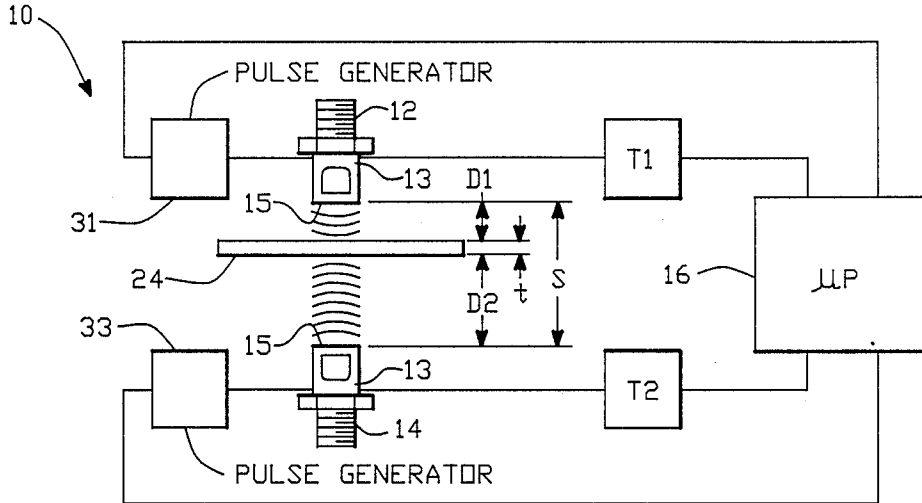 10
PULSE GENERATOR
12
13
T1
D1
15
31
24
t
S
16
μP
D2
33
15
13
T2
14
PULSE GENERATOR